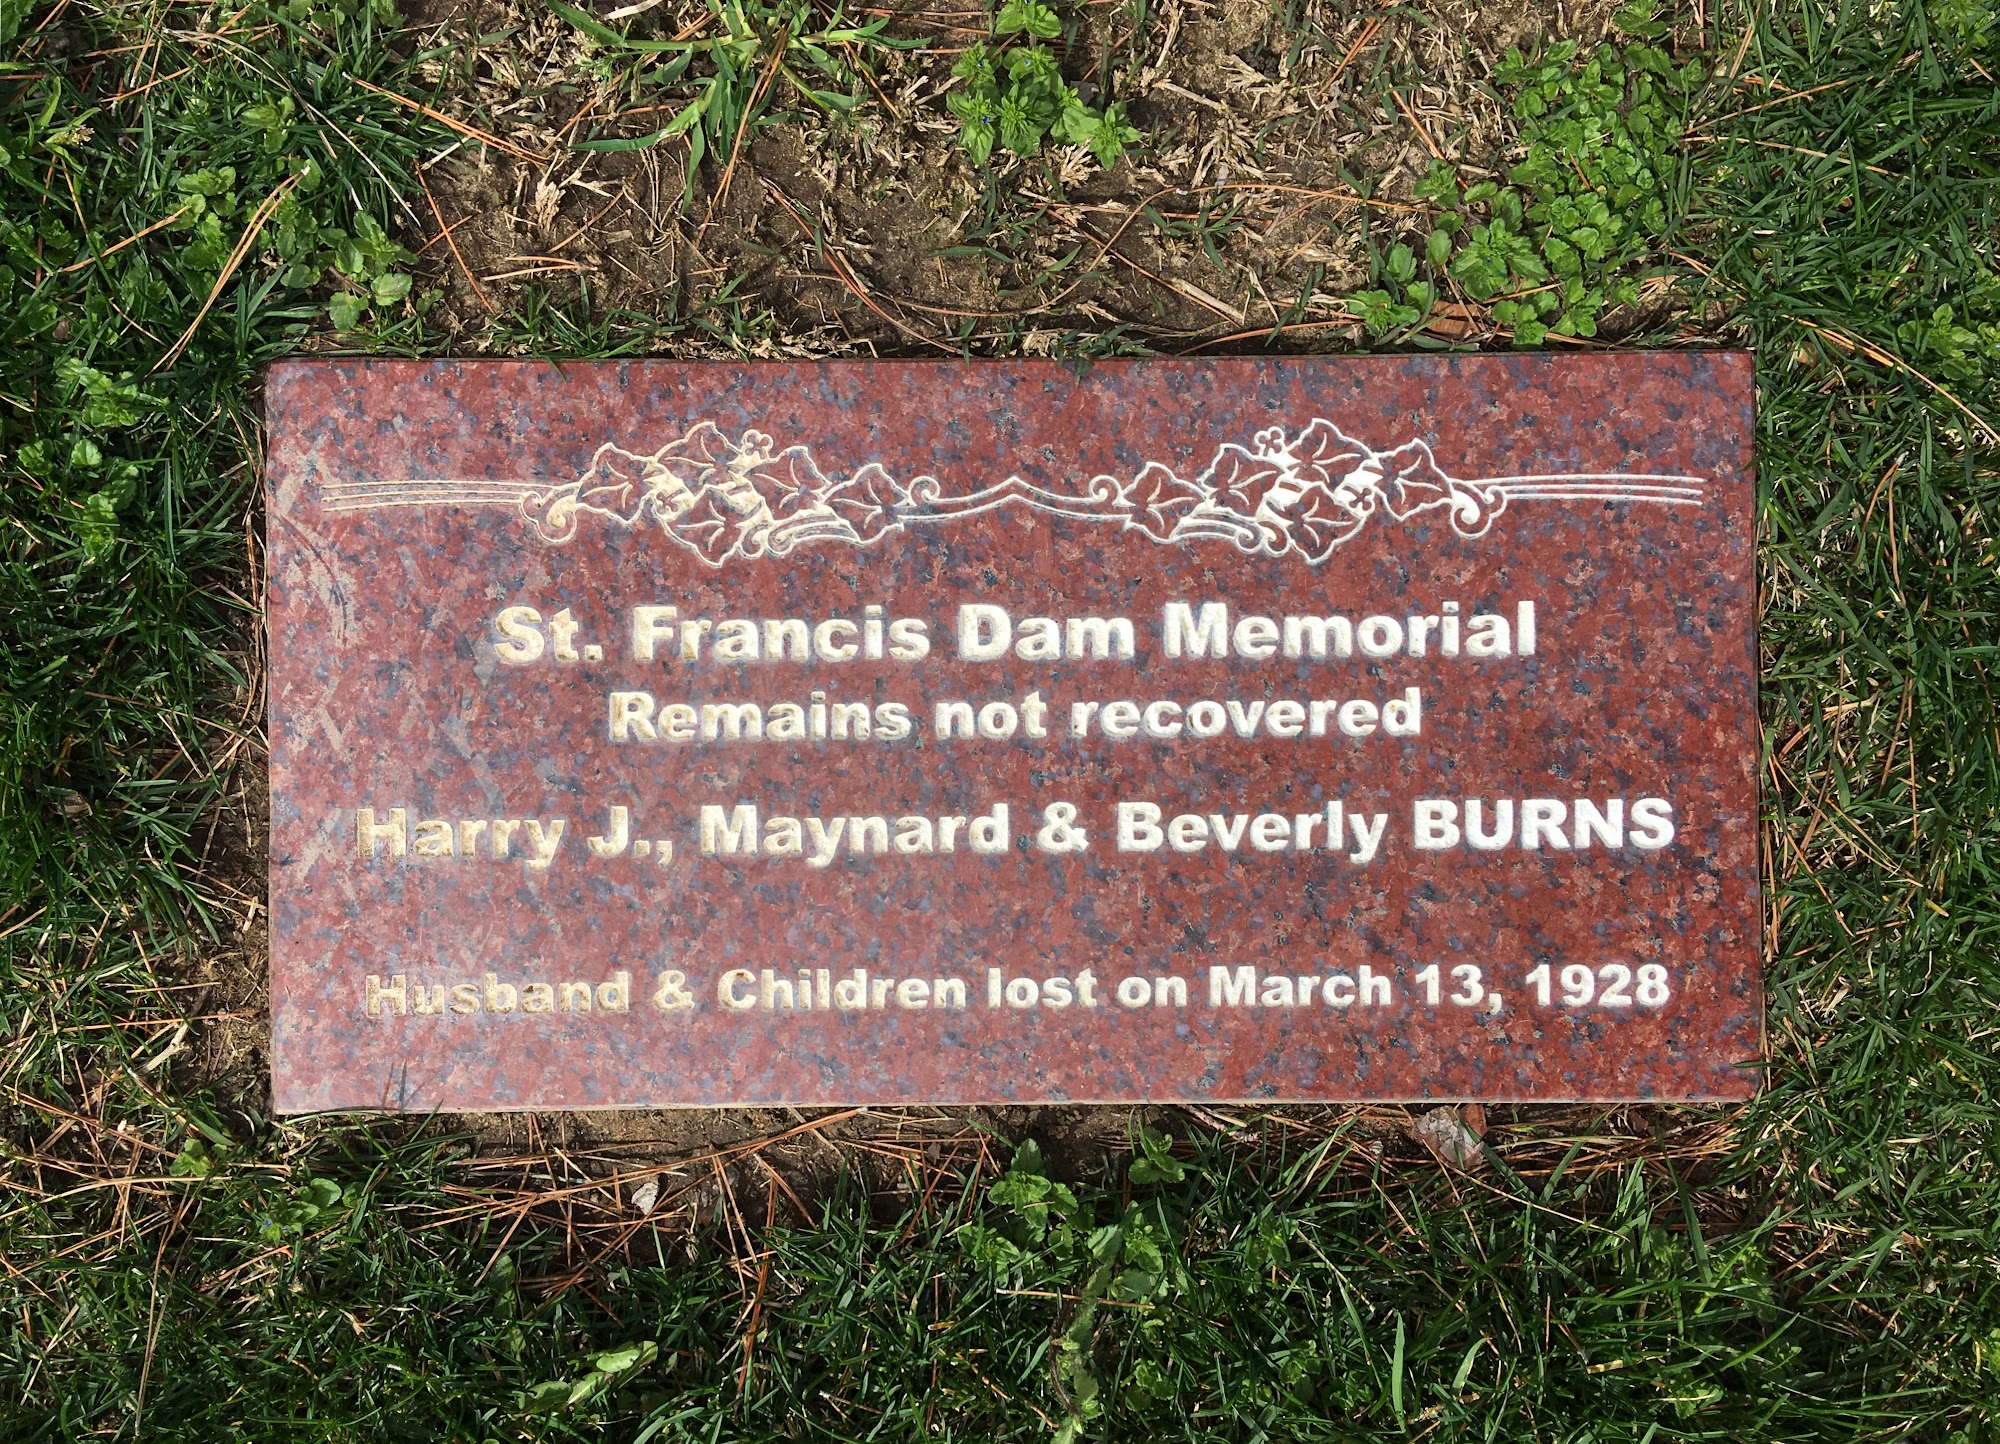 St. Francis Dam Memorial
Remains not recovered
Harry J., Maynard & Beverly BURNS
Husband & Children lost on March 13, 1928